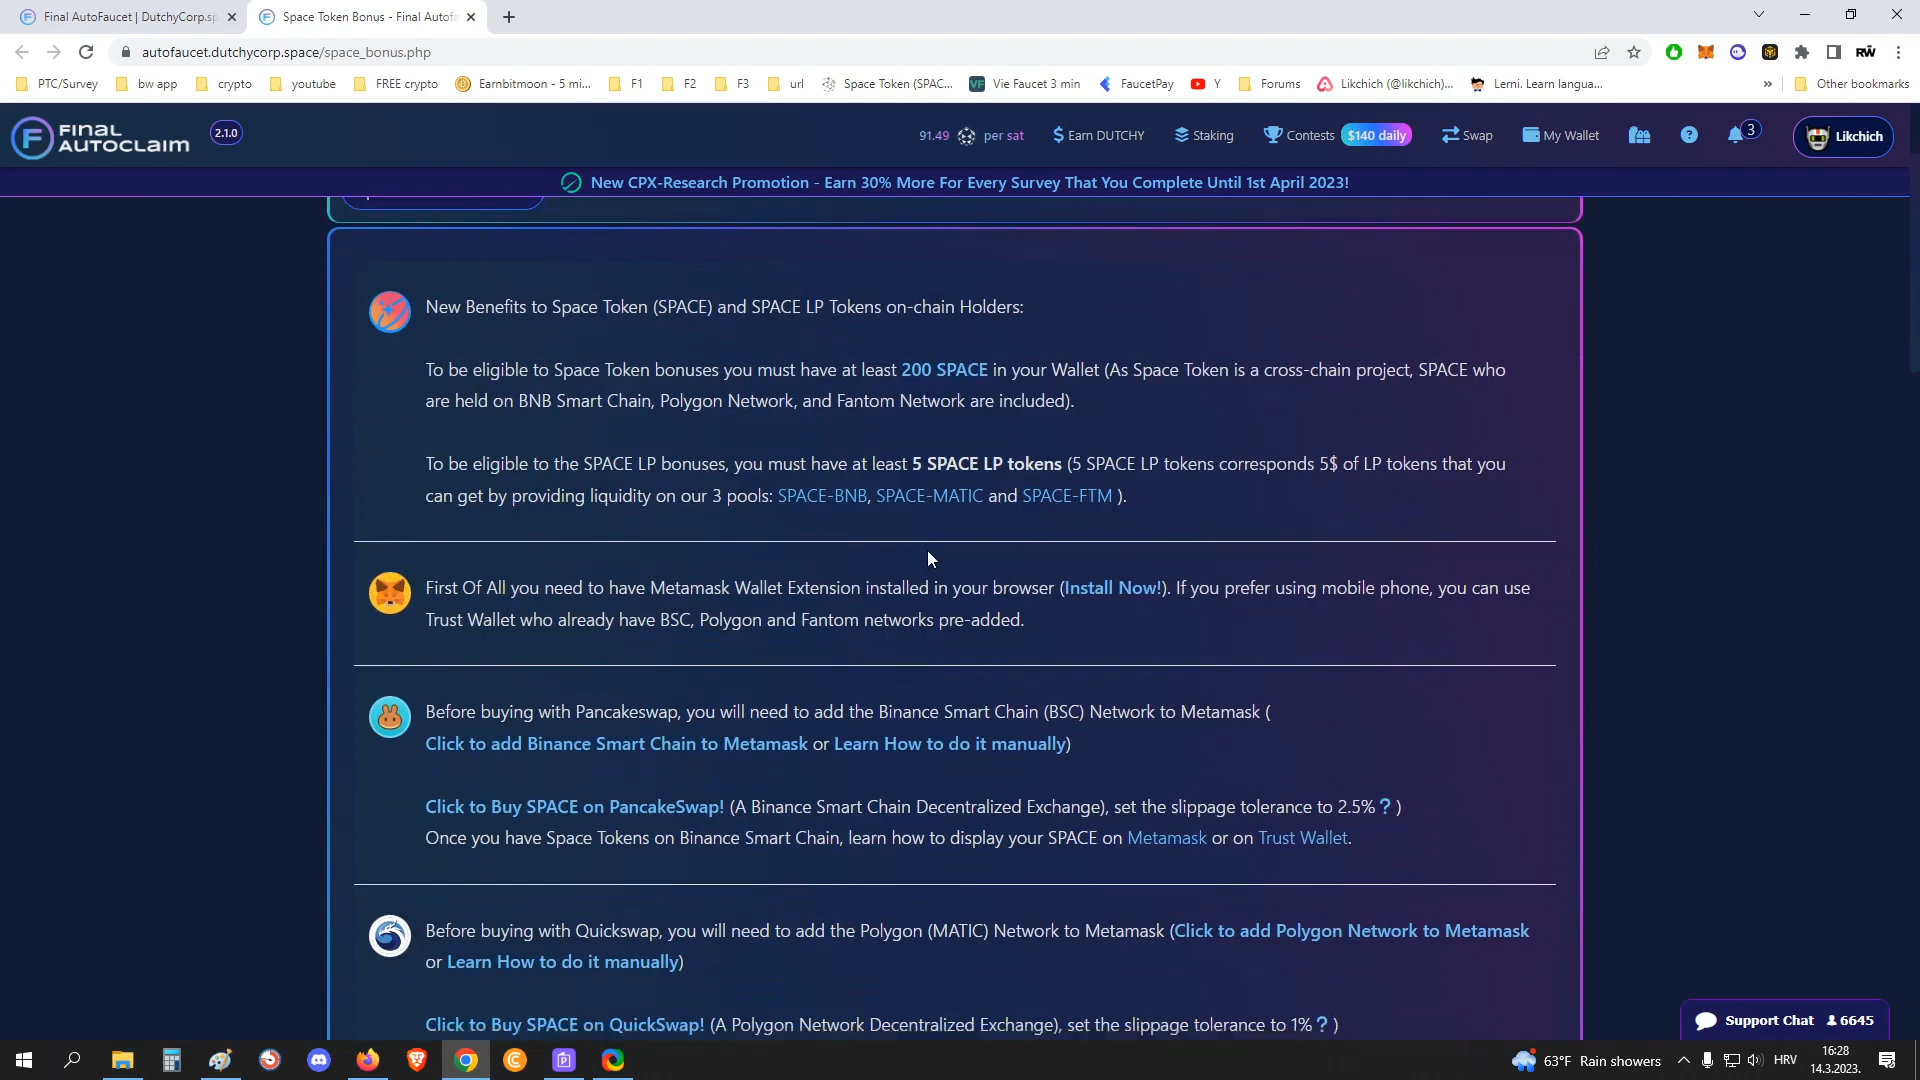 Final AutoFaucet | DutchyCorp.sp
Space Token Bonus - Final Autofa
autofaucet.dutchycorp.space/space_bonus.php
PTC/Survey
bw app
crypto
youtube
FREE crypto
Earnbitmoon - 5 mi...
F1
F2
F3
url
Space Token (SPAC...
Vie Faucet 3 min
FaucetPay
Y
Forums
Likchich (@likchich)...
Lerni. Learn langua...
»
Other bookmarks
FINAL AUTOCLAIM
2.1.0
91.49 per sat
Earn DUTCHY
Staking
Contests $140 daily
Swap
My Wallet
3
Likchich
New CPX-Research Promotion - Earn 30% More For Every Survey That You Complete Until 1st April 2023!
New Benefits to Space Token (SPACE) and SPACE LP Tokens on-chain Holders:
To be eligible to Space Token bonuses you must have at least 200 SPACE in your Wallet (As Space Token is a cross-chain project, SPACE who
are held on BNB Smart Chain, Polygon Network, and Fantom Network are included).
To be eligible to the SPACE LP bonuses, you must have at least 5 SPACE LP tokens (5 SPACE LP tokens corresponds 5$ of LP tokens that you
can get by providing liquidity on our 3 pools: SPACE-BNB, SPACE-MATIC and SPACE-FTM ).
First Of All you need to have Metamask Wallet Extension installed in your browser (Install Now!). If you prefer using mobile phone, you can use
Trust Wallet who already have BSC, Polygon and Fantom networks pre-added.
Before buying with Pancakeswap, you will need to add the Binance Smart Chain (BSC) Network to Metamask (
Click to add Binance Smart Chain to Metamask or Learn How to do it manually)
Click to Buy SPACE on PancakeSwap! (A Binance Smart Chain Decentralized Exchange), set the slippage tolerance to 2.5% ? )
Once you have Space Tokens on Binance Smart Chain, learn how to display your SPACE on Metamask or on Trust Wallet.
Before buying with Quickswap, you will need to add the Polygon (MATIC) Network to Metamask (Click to add Polygon Network to Metamask
or Learn How to do it manually)
Click to Buy SPACE on QuickSwap! (A Polygon Network Decentralized Exchange), set the slippage tolerance to 1% ? )
Support Chat 6645
63°F Rain showers
HRV
16:28
14.3.2023.